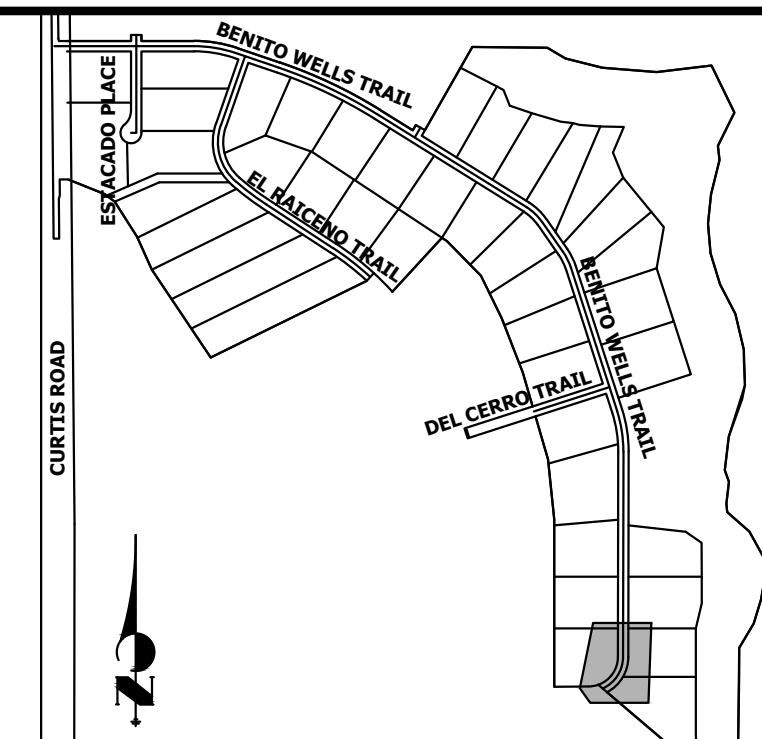 BENITO WELLS TRAIL
ESTACADO PLACE
EL RAICENO TRAIL
BENITO WELLS TRAIL
DEL CERRO TRAIL
CURTIS ROAD
N